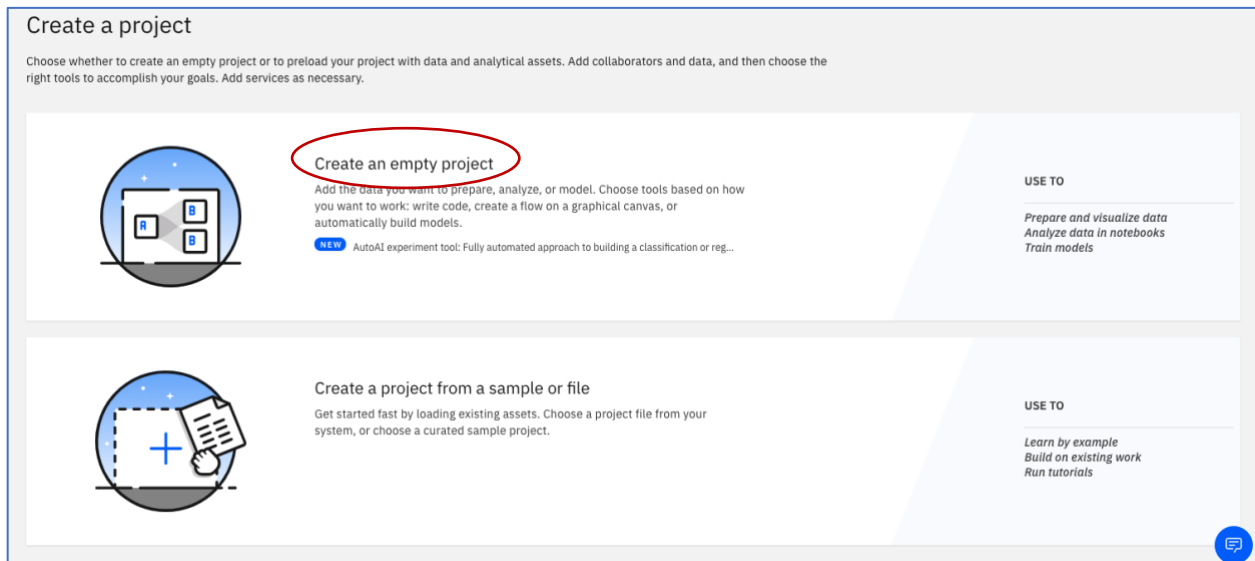 Create a project
Choose whether to create an empty project or to preload your project with data and analytical assets. Add collaborators and data, and then choose the
right tools to accomplish your goals. Add services as necessary.
Create an empty project
Add the data you want to prepare, analyze, or model. Choose tools based on how
you want to work: write code, create a flow on a graphical canvas, or
automatically build models.
NEW AutoAI experiment tool: Fully automated approach to building a classification or reg...
A
B
B
USE TO
Prepare and visualize data
Analyze data in notebooks
Train models
Create a project from a sample or file
Get started fast by loading existing assets. Choose a project file from your
system, or choose a curated sample project.
USE TO
Learn by example
Build on existing work
Run tutorials